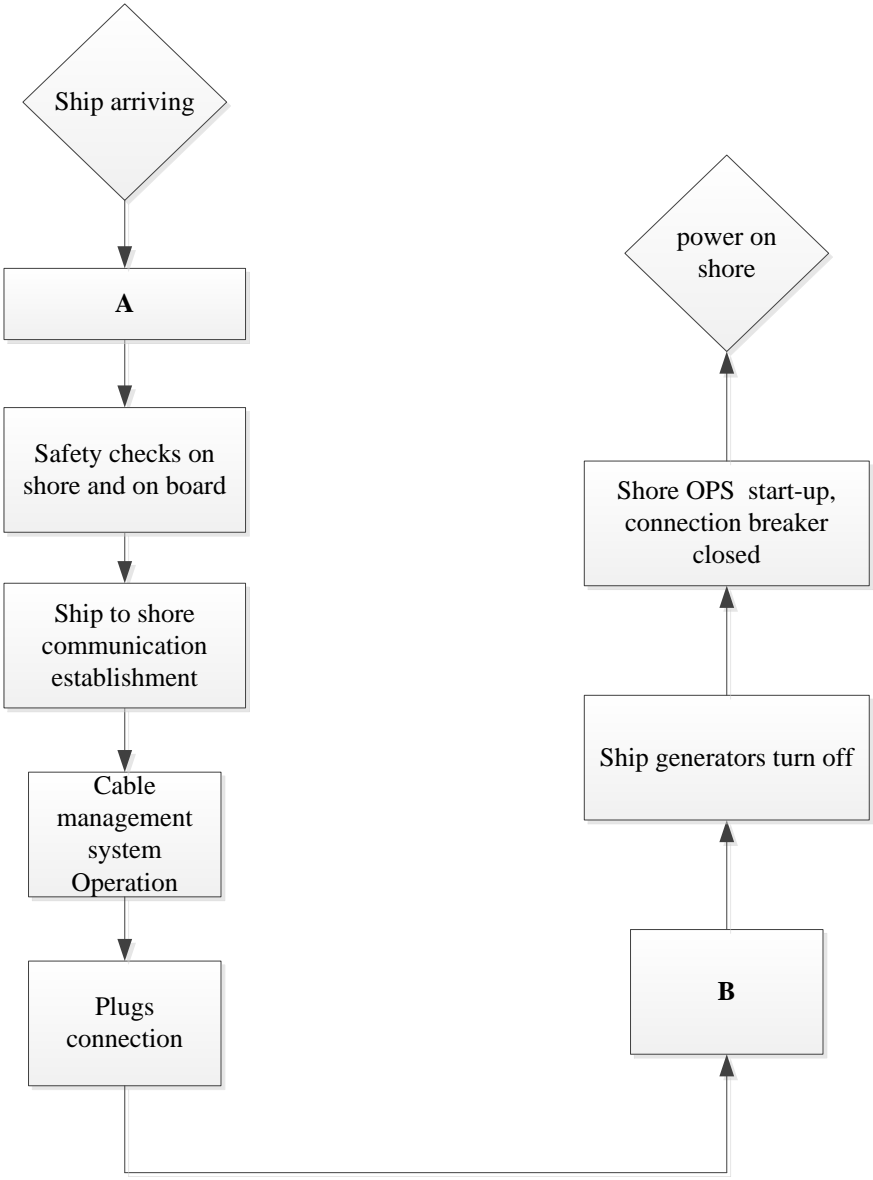 Ship arriving
A
Safety checks on
shore and on board
Ship to shore
communication
establishment
Cable
management
system
Operation
Plugs
connection
B
Ship generators turn off
Shore OPS  start-up,
connection breaker
closed
power on
shore